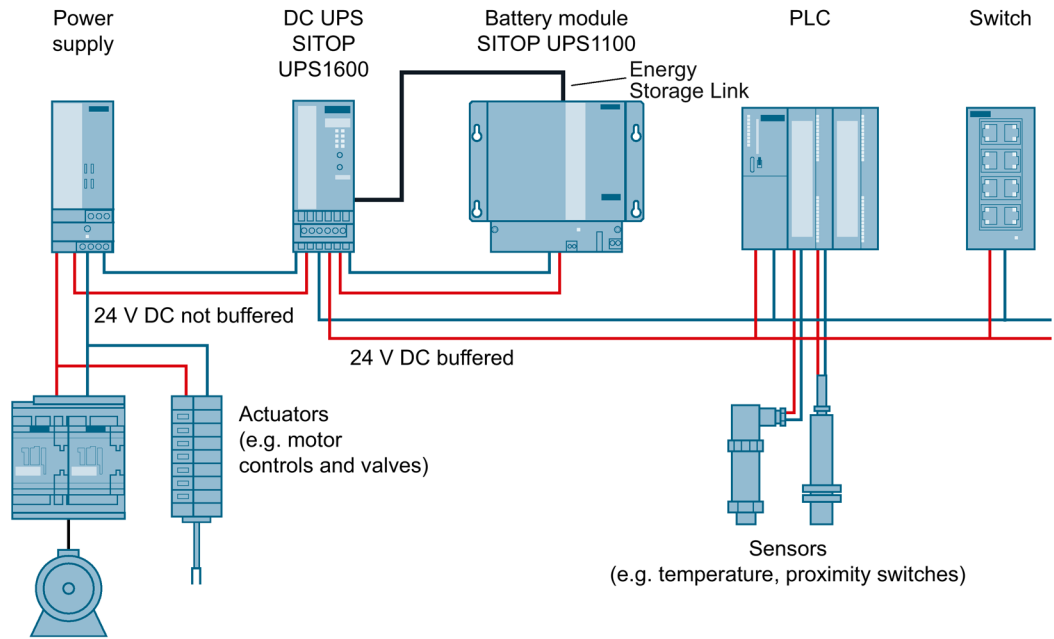 Power
supply
DC UPS
SITOP
UPS1600
Battery module
SITOP UPS1100
PLC
Switch
Energy
Storage Link
24 V DC not buffered
24 V DC buffered
Actuators
(e.g. motor
controls and valves)
Sensors
(e.g. temperature, proximity switches)